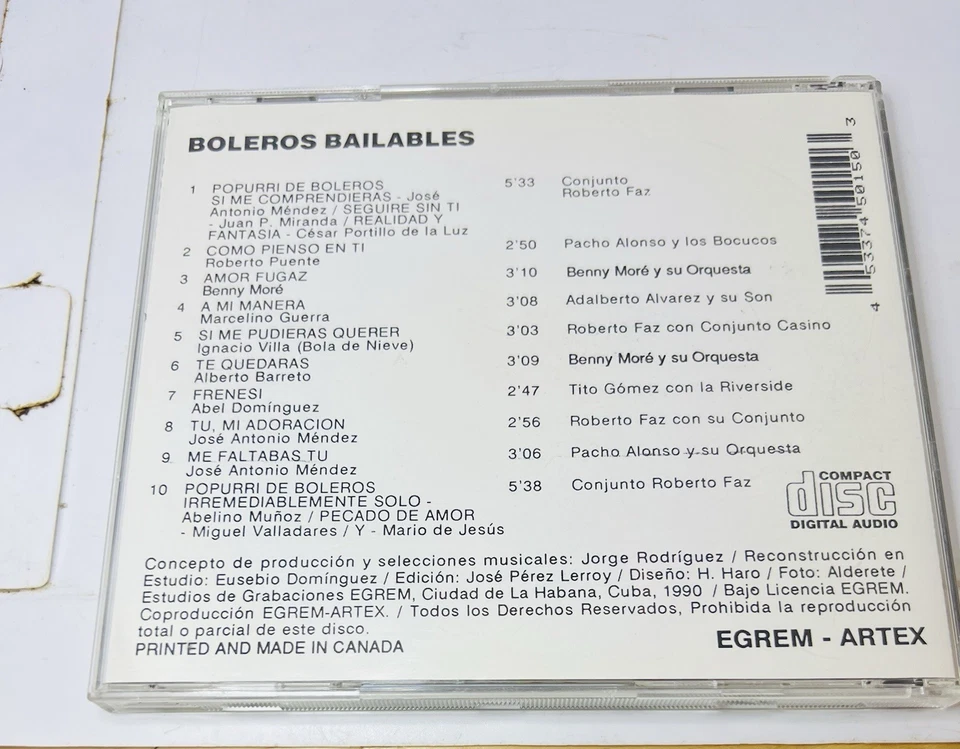 BOLEROS BAILABLES
1 POPURRI DE BOLEROS 5'33 Conjunto
SI ME COMPRENDIERAS - José Roberto Faz
Antonio Méndez / SEGUIRE SIN TI
- Juan P. Miranda / REALIDAD Y
FANTASIA - César Portillo de la Luz
2 COMO PIENSO EN TI 2'50 Pacho Alonso y los Bocucos
Roberto Puente
3 AMOR FUGAZ 3'10 Benny Moré y su Orquesta
Benny Moré
4 A MI MANERA 3'08 Adalberto Alvarez y su Son
Marcelino Guerra
5 SI ME PUDIERAS QUERER 3'03 Roberto Faz con Conjunto Casino
Ignacio Villa (Bola de Nieve)
6 TE QUEDARAS 3'09 Benny Moré y su Orquesta
Alberto Barreto
7 FRENESI 2'47 Tito Gómez con la Riverside
Abel Domínguez
8 TU, MI ADORACION 2'56 Roberto Faz con su Conjunto
José Antonio Méndez
9 ME FALTABAS TU 3'06 Pacho Alonso y su Orquesta
José Antonio Méndez
10 POPURRI DE BOLEROS 5'38 Conjunto Roberto Faz
IRREMEDIABLEMENTE SOLO -
Abelino Muñoz / PECADO DE AMOR
- Miguel Valladares / Y - Mario de Jesús
4 53374 50150 3
COMPACT
disc
DIGITAL AUDIO
Concepto de producción y selecciones musicales: Jorge Rodríguez / Reconstrucción en
Estudio: Eusebio Domínguez / Edición: José Pérez Lerroy / Diseño: H. Haro / Foto: Alderete /
Estudios de Grabaciones EGREM, Ciudad de La Habana, Cuba, 1990 / Bajo Licencia EGREM.
Coproducción EGREM-ARTEX. / Todos los Derechos Reservados, Prohibida la reproducción
total o parcial de este disco.
PRINTED AND MADE IN CANADA
EGREM - ARTEX